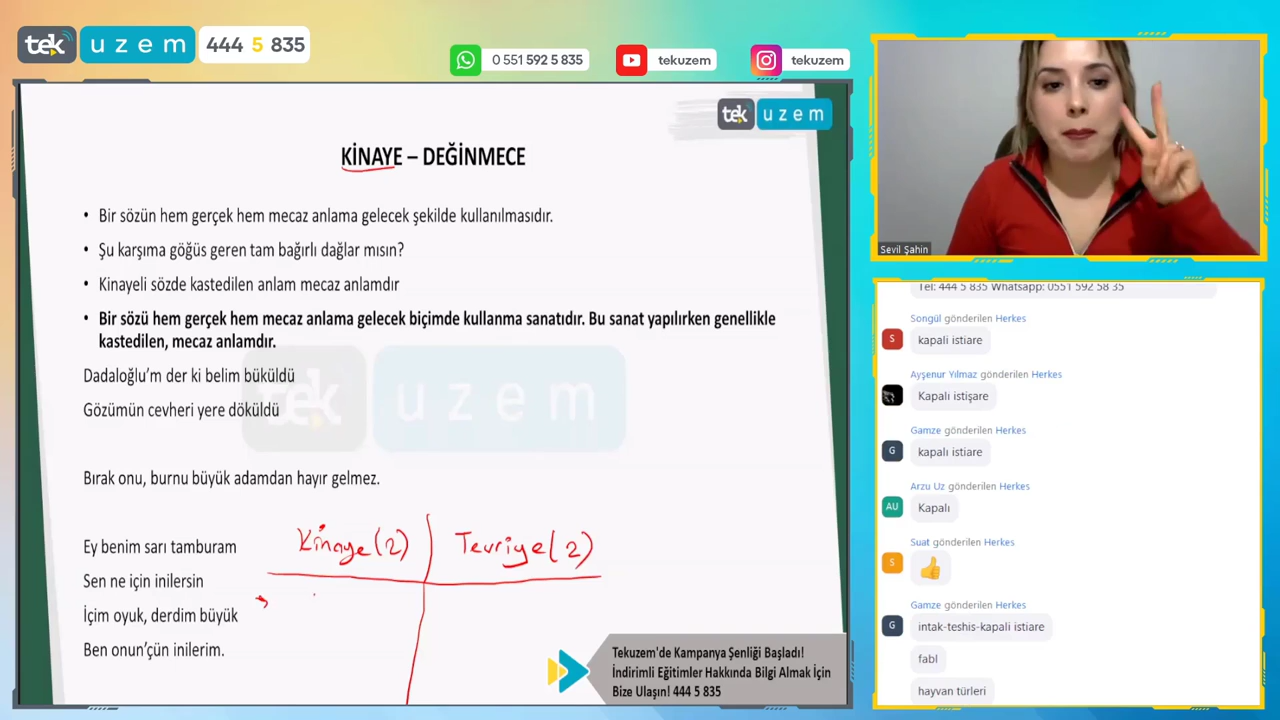 tek uzem 444 5 835
0 551 592 5 835
tekuzem
tekuzem
tek uzem
KİNAYE – DEĞİNMECE
• Bir sözün hem gerçek hem mecaz anlama gelecek şekilde kullanılmasıdır.
• Şu karşıma göğüs geren tam bağırlı dağlar mısın?
• Kinayeli sözde kastedilen anlam mecaz anlamdır
• Bir sözü hem gerçek hem mecaz anlama gelecek biçimde kullanma sanatıdır. Bu sanat yapılırken genellikle
kastedilen, mecaz anlamdır.
Dadaloğlu’m der ki belim büküldü
Gözümün cevheri yere döküldü
tek uzem
Bırak onu, burnu büyük adamdan hayır gelmez.
Kinaye (2) Tevriye (2)
Ey benim sarı tamburam
Sen ne için inilersin
İçim oyuk, derdim büyük
Ben onun’çün inilerim.
Tekuzem'de Kampanya Şenliği Başladı!
İndirimli Eğitimler Hakkında Bilgi Almak İçin
Bize Ulaşın! 444 5 835
Sevil Şahin
Tel: 444 5 835 Whatsapp: 0551 592 58 35
Songül gönderilen Herkes
S
kapali istiare
Ayşenur Yılmaz gönderilen Herkes
Kapalı istişare
Gamze gönderilen Herkes
G
kapalı istiare
Arzu Uz gönderilen Herkes
AU
Kapalı
Suat gönderilen Herkes
S
Gamze gönderilen Herkes
G
intak-teshis-kapali istiare
fabl
hayvan türleri